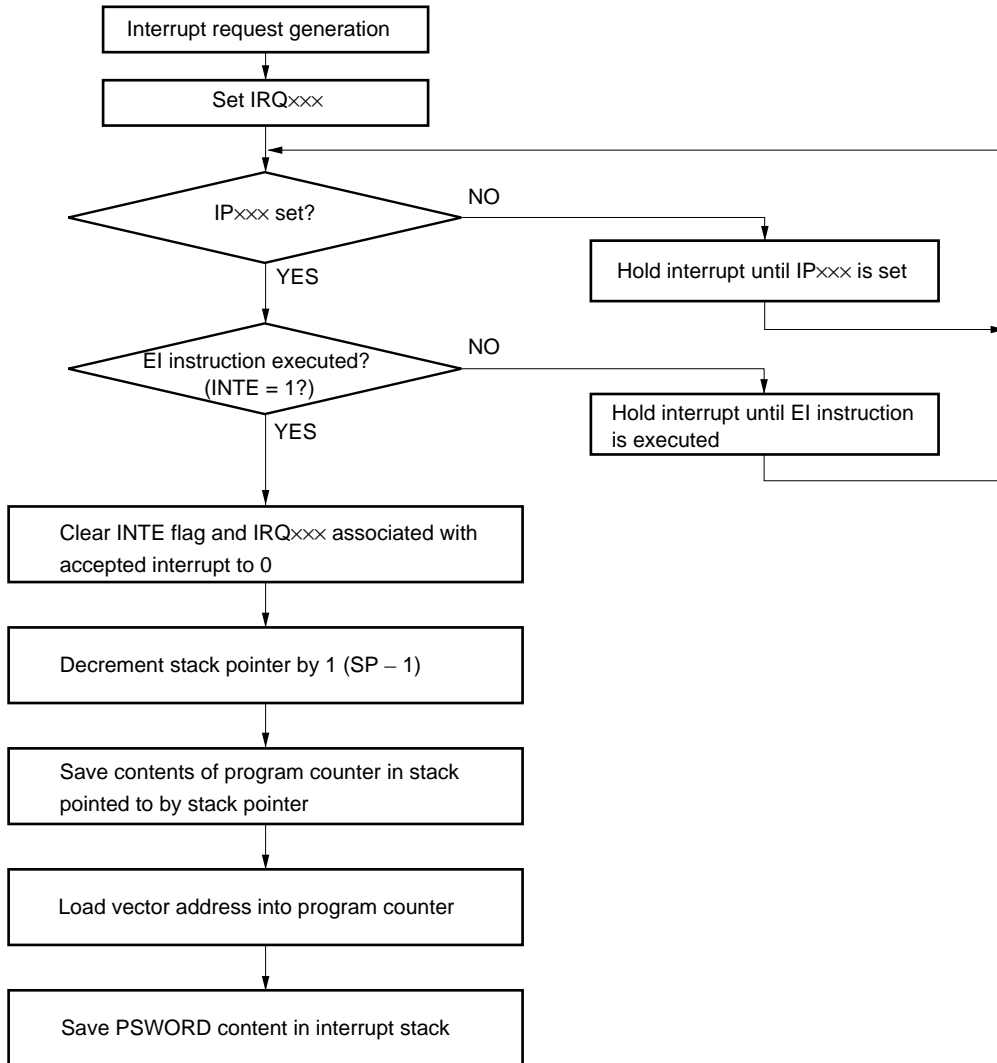 Interrupt request generation
Set IRQ×××
IP××× set?
NO
Hold interrupt until IP××× is set
YES
EI instruction executed?
(INTE = 1?)
NO
Hold interrupt until EI instruction
is executed
YES
Clear INTE flag and IRQ××× associated with
accepted interrupt to 0
Decrement stack pointer by 1 (SP – 1)
Save contents of program counter in stack
pointed to by stack pointer
Load vector address into program counter
Save PSWORD content in interrupt stack